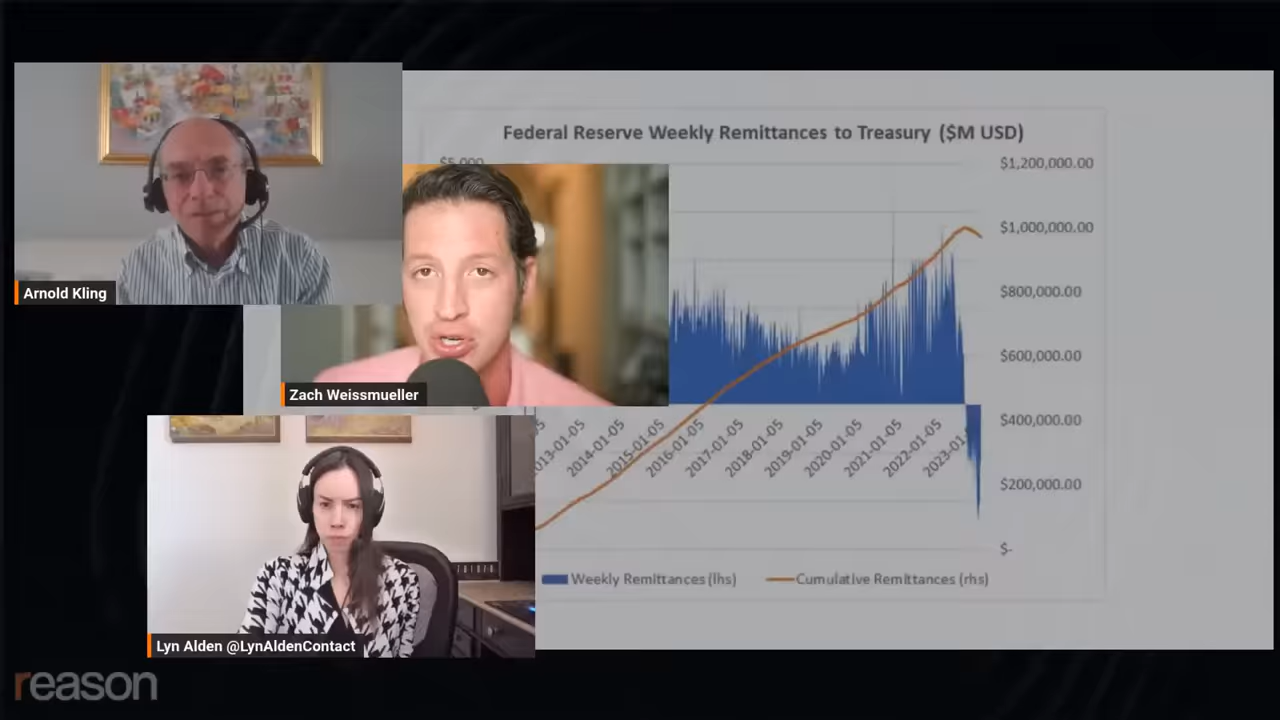 Federal Reserve Weekly Remittances to Treasury ($M USD)
$5,000
$1,200,000.00
$1,000,000.00
$800,000.00
$600,000.00
$400,000.00
$200,000.00
$-
2014-01-05
2015-01-05
2016-01-05
2017-01-05
2018-01-05
2019-01-05
2020-01-05
2021-01-05
2022-01-05
Weekly Remittances (lhs)
Cumulative Remittances (rhs)
Arnold Kling
Zach Weissmueller
Lyn Alden @LynAldenContact
reason